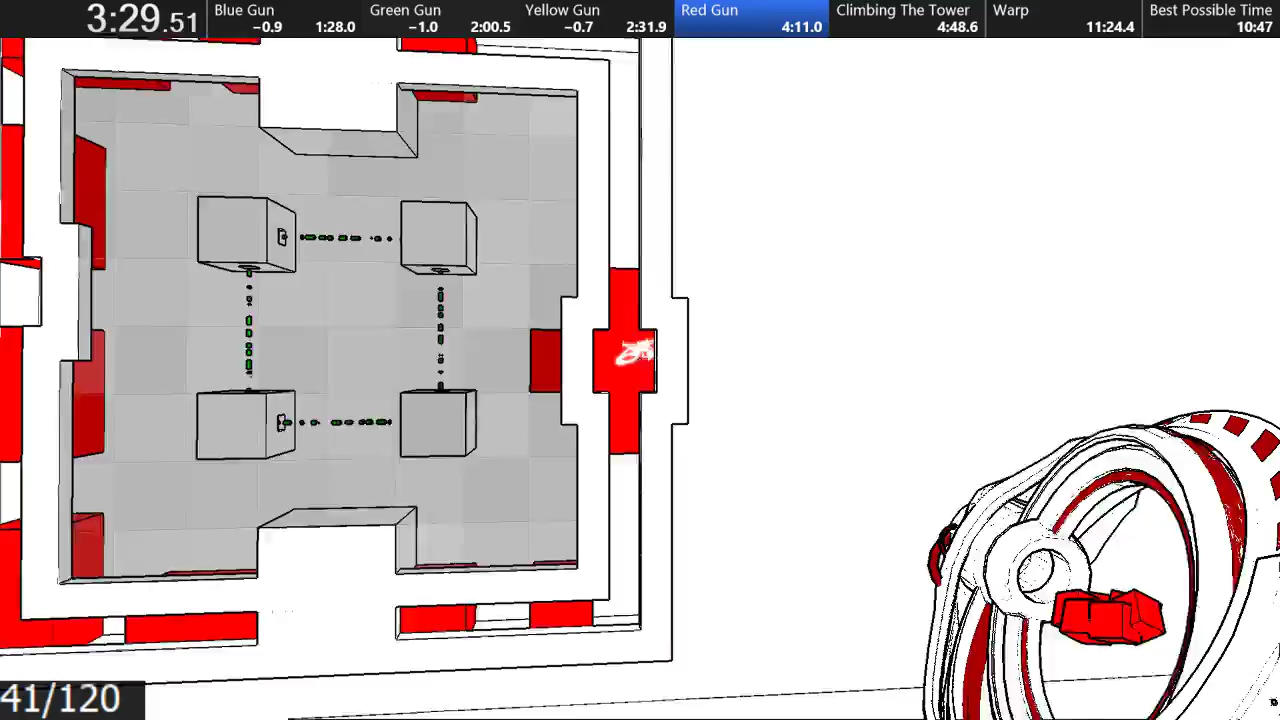 3:29.51
Blue Gun
-0.9 1:28.0
Green Gun
-1.0 2:00.5
Yellow Gun
-0.7 2:31.9
Red Gun
4:11.0
Climbing The Tower
4:48.6
Warp
11:24.4
Best Possible Time
10:47
41/120